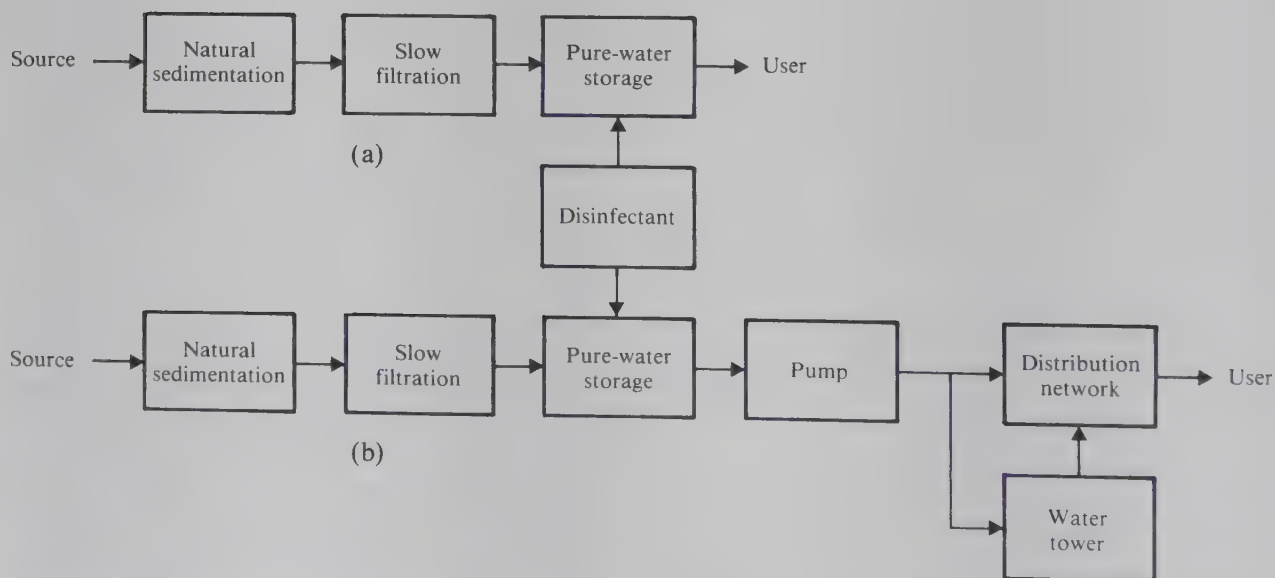 Source
Natural
sedimentation
Slow
filtration
Pure-water
storage
User
(a)
Disinfectant
Source
Natural
sedimentation
Slow
filtration
Pure-water
storage
Pump
Distribution
network
User
(b)
Water
tower